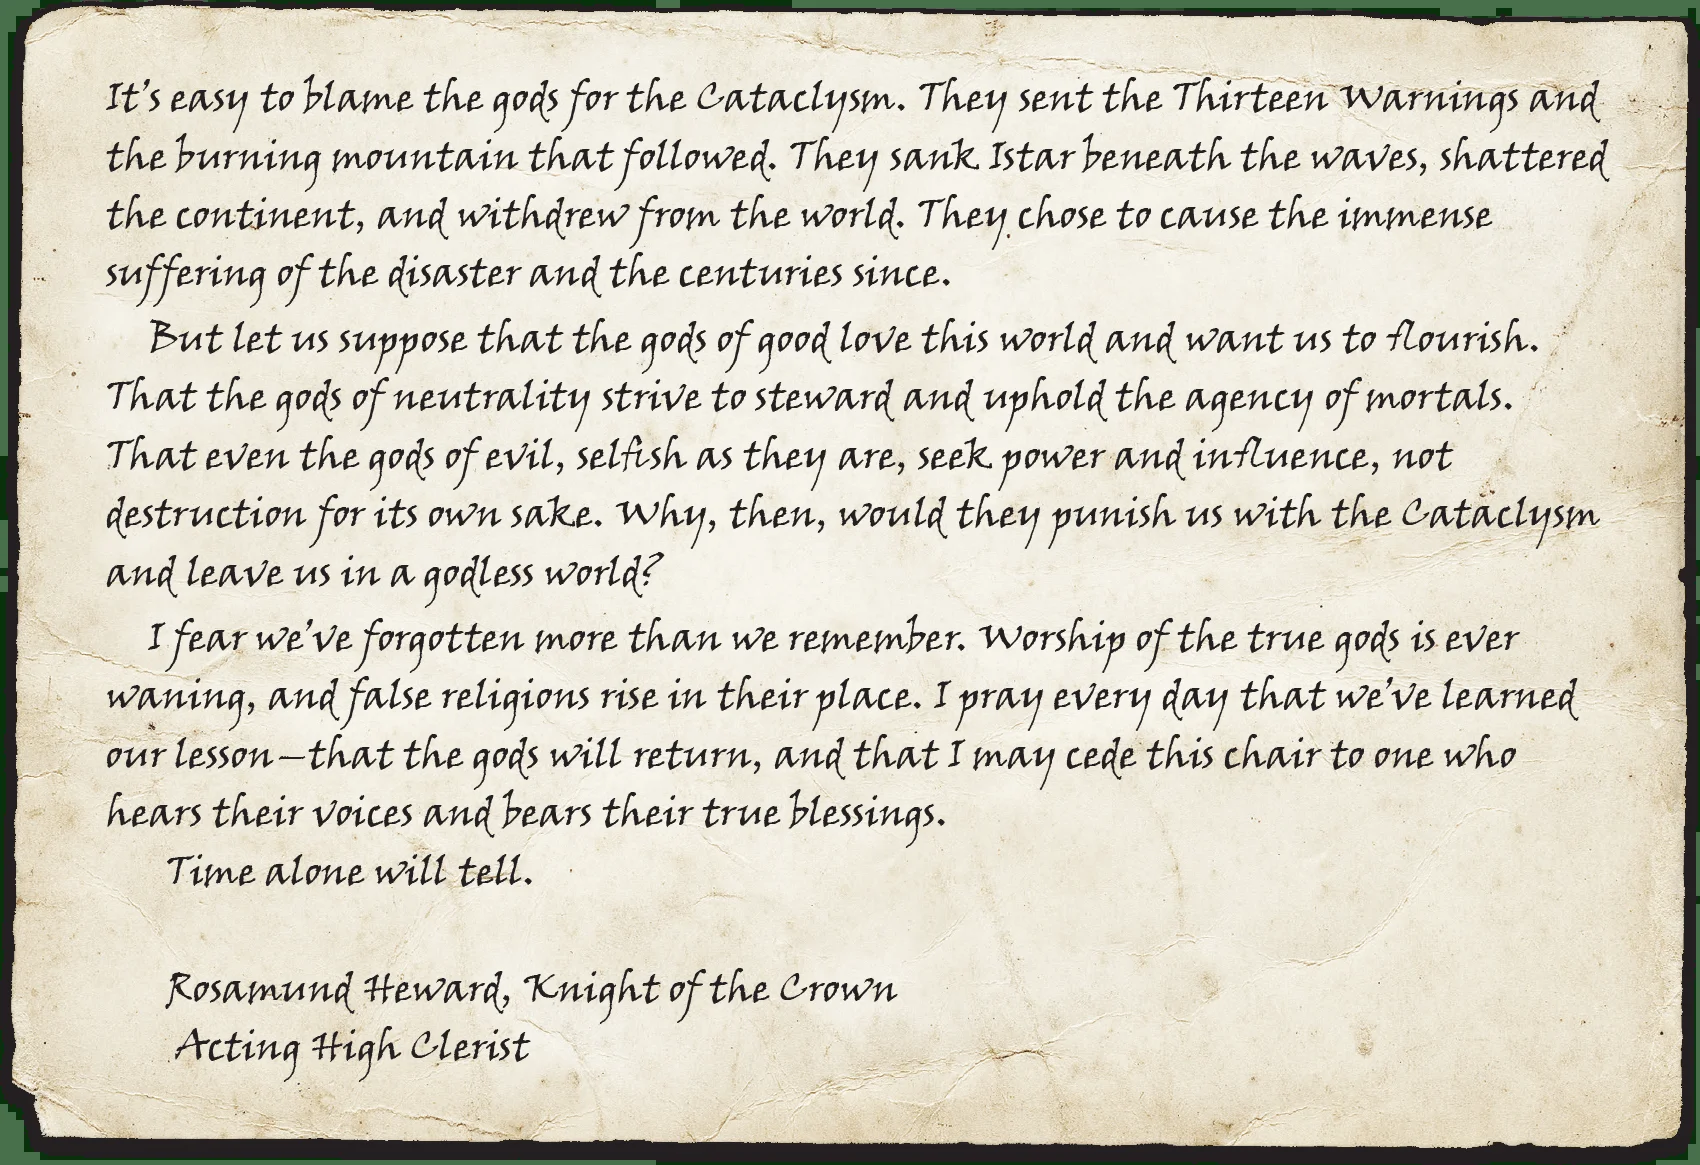 It's easy to blame the gods for the Cataclysm. They sent the Thirteen Warnings and
the burning mountain that followed. They sank Istar beneath the waves, shattered
the continent, and withdrew from the world. They chose to cause the immense
suffering of the disaster and the centuries since.
But let us suppose that the gods of good love this world and want us to flourish.
That the gods of neutrality strive to steward and uphold the agency of mortals.
That even the gods of evil, selfish as they are, seek power and influence, not
destruction for its own sake. Why, then, would they punish us with the Cataclysm
and leave us in a godless world?
I fear we've forgotten more than we remember. Worship of the true gods is ever
waning, and false religions rise in their place. I pray every day that we've learned
our lesson—that the gods will return, and that I may cede this chair to one who
hears their voices and bears their true blessings.
Time alone will tell.
Rosamund Heward, Knight of the Crown
Acting High Clerist